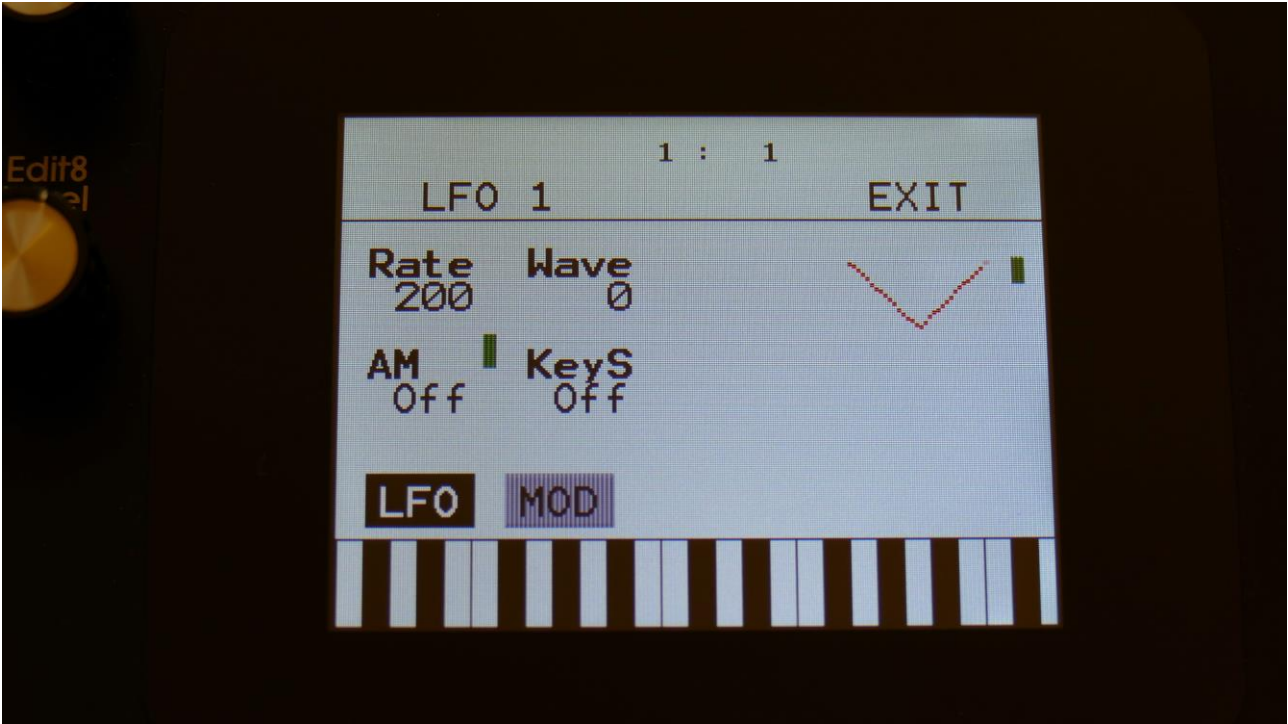 Edit8
1 : 1
LFO 1 EXIT
Rate Wave
200 0
AM KeyS
Off Off
LFO MOD